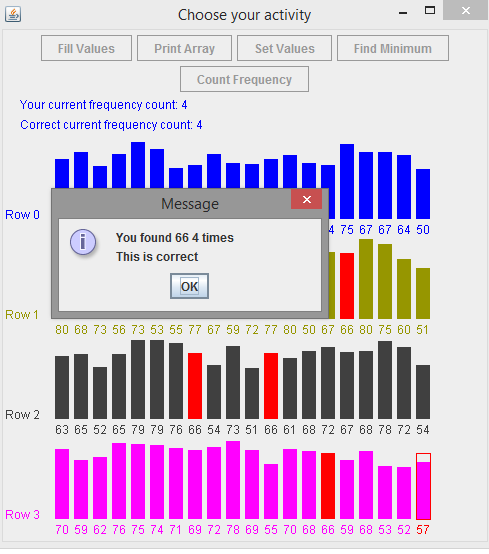 Choose your activity
Fill Values Print Array Set Values Find Minimum
Count Frequency
Your current frequency count: 4
Correct current frequency count: 4
Row 0
75 67 67 64 50
Message
You found 66 4 times
This is correct
OK
Row 1
80 68 73 56 73 53 55 77 67 69 55 77 80 50 67 66 80 75 60 51
Row 2
63 65 52 65 79 79 76 66 54 73 51 66 61 68 72 67 68 78 72 54
Row 3
70 59 62 76 75 74 71 69 72 78 69 55 70 68 66 59 68 53 52 57